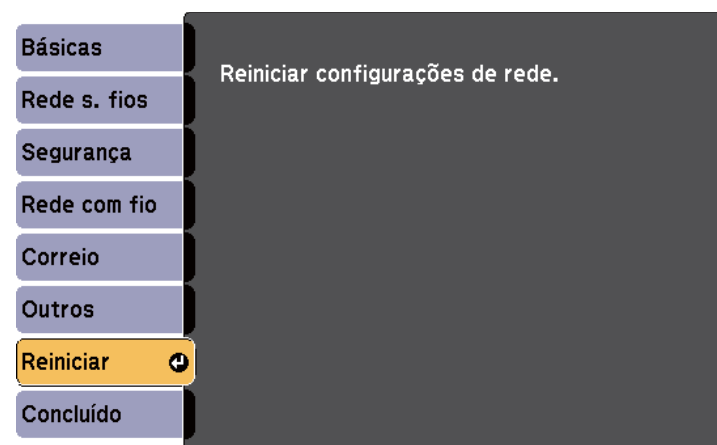 Básicas
Reiniciar configurações de rede.
Rede s. fios
Segurança
Rede com fio
Correio
Outros
Reiniciar
Concluído